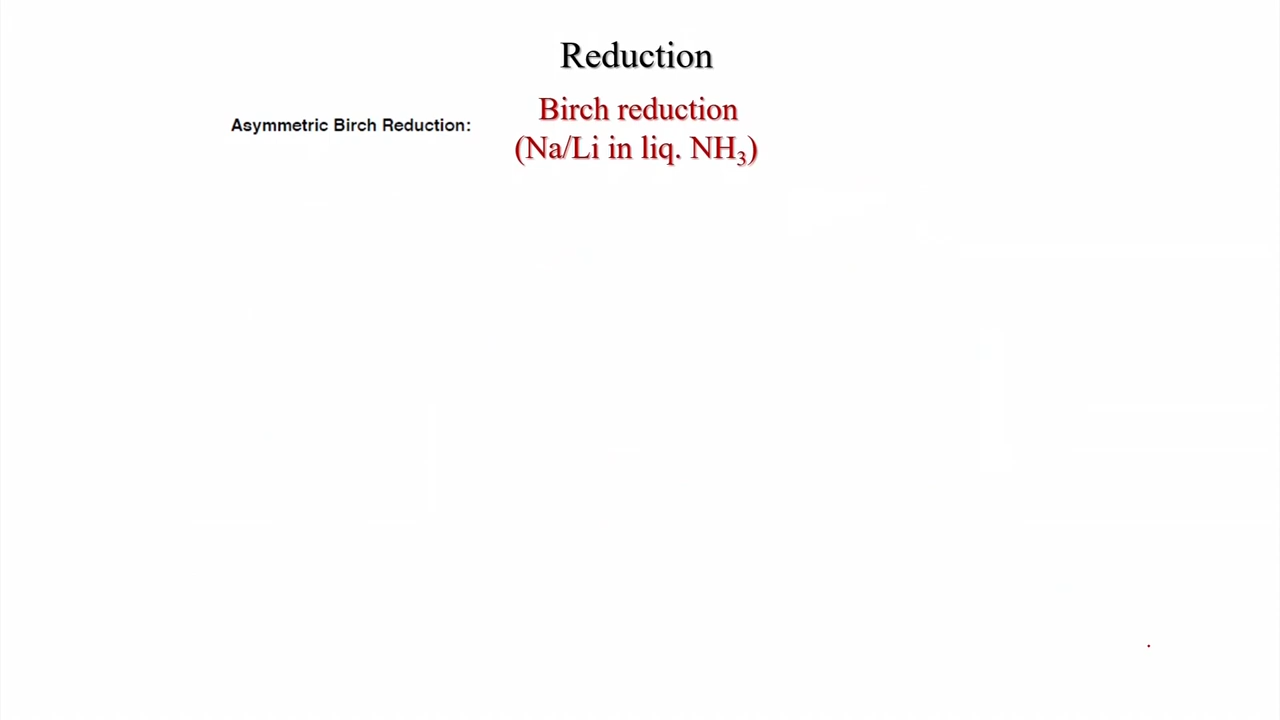 Reduction
Birch reduction
Asymmetric Birch Reduction:
(Na/Li in liq. NH₃)